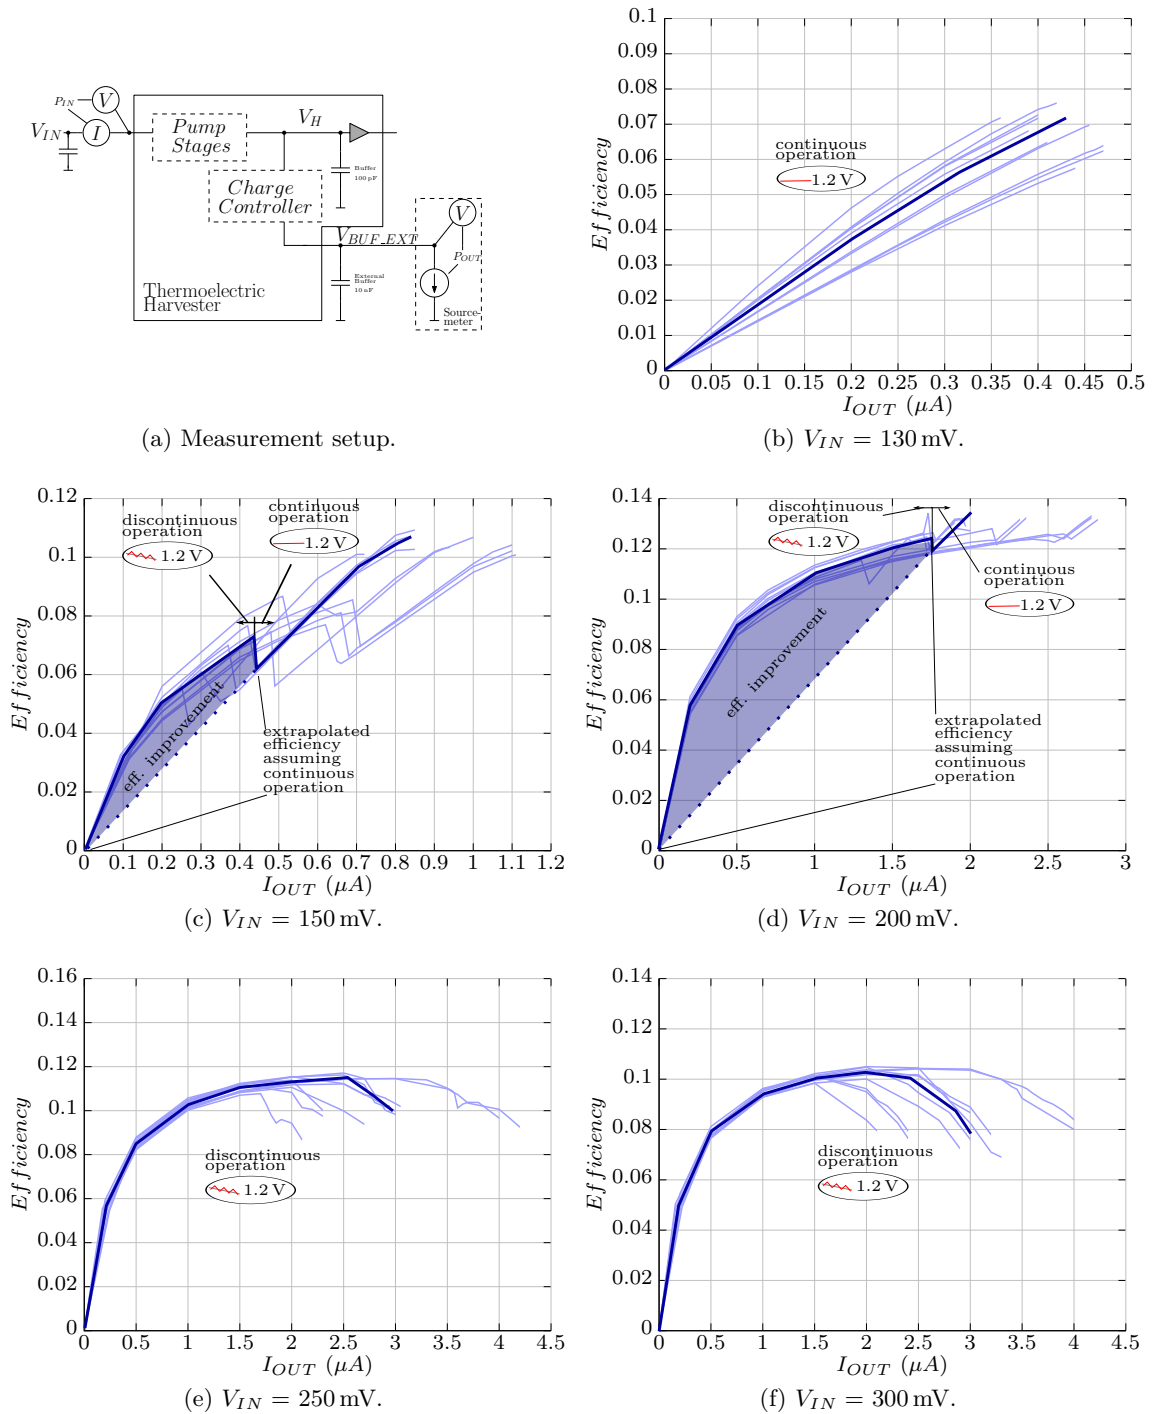 P_IN
V
V_IN
I
Pump
Stages
V_H
Buffer
100 pF
Charge
Controller
V
V_BUF_EXT
P_OUT
External
Buffer
10 nF
Thermoelectric
Harvester
Source-
meter
(a) Measurement setup.
0.1
0.09
0.08
0.07
0.06
0.05
0.04
0.03
0.02
0.01
0
Efficiency
continuous
operation
1.2 V
0 0.05 0.1 0.15 0.2 0.25 0.3 0.35 0.4 0.45 0.5
I_OUT (μA)
(b) V_IN = 130 mV.
0.12
0.1
0.08
0.06
0.04
0.02
0
Efficiency
discontinuous
operation
1.2 V
continuous
operation
1.2 V
eff. improvement
extrapolated
efficiency
assuming
continuous
operation
0 0.1 0.2 0.3 0.4 0.5 0.6 0.7 0.8 0.9 1 1.1 1.2
I_OUT (μA)
(c) V_IN = 150 mV.
0.14
0.12
0.1
0.08
0.06
0.04
0.02
0
Efficiency
discontinuous
operation
1.2 V
continuous
operation
1.2 V
eff. improvement
extrapolated
efficiency
assuming
continuous
operation
0 0.5 1 1.5 2 2.5 3
I_OUT (μA)
(d) V_IN = 200 mV.
0.16
0.14
0.12
0.1
0.08
0.06
0.04
0.02
0
Efficiency
discontinuous
operation
1.2 V
0 0.5 1 1.5 2 2.5 3 3.5 4 4.5
I_OUT (μA)
(e) V_IN = 250 mV.
0.14
0.12
0.1
0.08
0.06
0.04
0.02
0
Efficiency
discontinuous
operation
1.2 V
0 0.5 1 1.5 2 2.5 3 3.5 4 4.5
I_OUT (μA)
(f) V_IN = 300 mV.